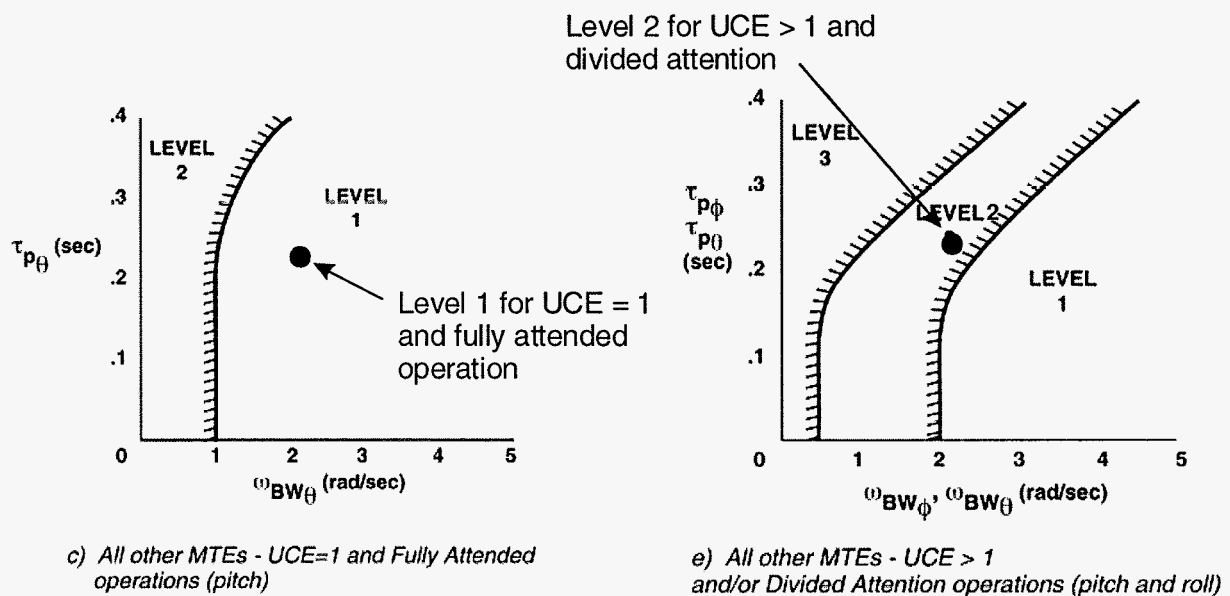 Level 2 for UCE > 1 and
divided attention
.4
.3
.2
.1
0
LEVEL
2
LEVEL
1
τpθ (sec)
Level 1 for UCE = 1
and fully attended
operation
0
1
2
3
4
5
ωBWθ (rad/sec)
c) All other MTEs - UCE=1 and Fully Attended
operations (pitch)
.4
.3
.2
.1
0
LEVEL
3
LEVEL 2
LEVEL
1
τpϕ
τpθ
(sec)
0
1
2
3
4
5
ωBWϕ, ωBWθ (rad/sec)
e) All other MTEs - UCE > 1
and/or Divided Attention operations (pitch and roll)